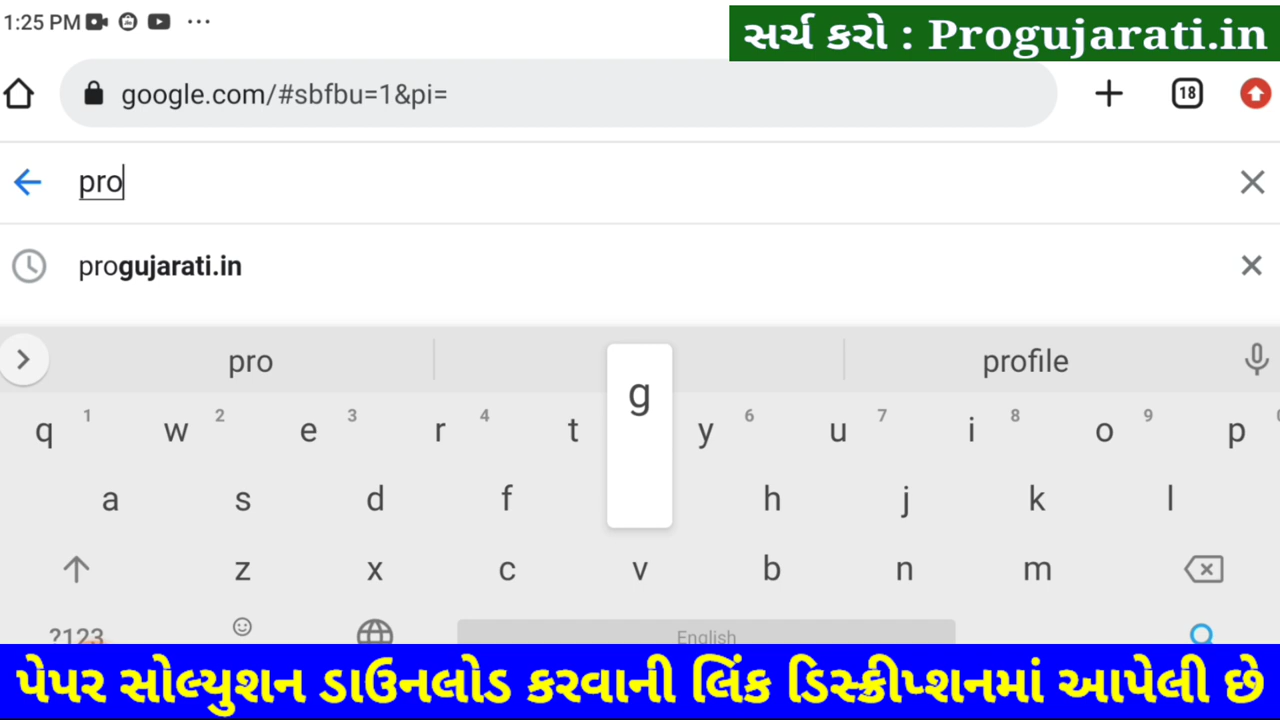 1:25 PM
સર્ચ કરો : Progujarati.in
google.com/#sbfbu=1&pi=
18
pro
progujarati.in
pro
profile
g
q 1 w 2 e 3 r 4 t y 6 u 7 i 8 o 9 p
a s d f h j k l
z x c v b n m
?123 English
પેપર સોલ્યુશન ડાઉનલોડ કરવાની લિંક ડિસ્ક્રીપ્શનમાં આપેલી છે